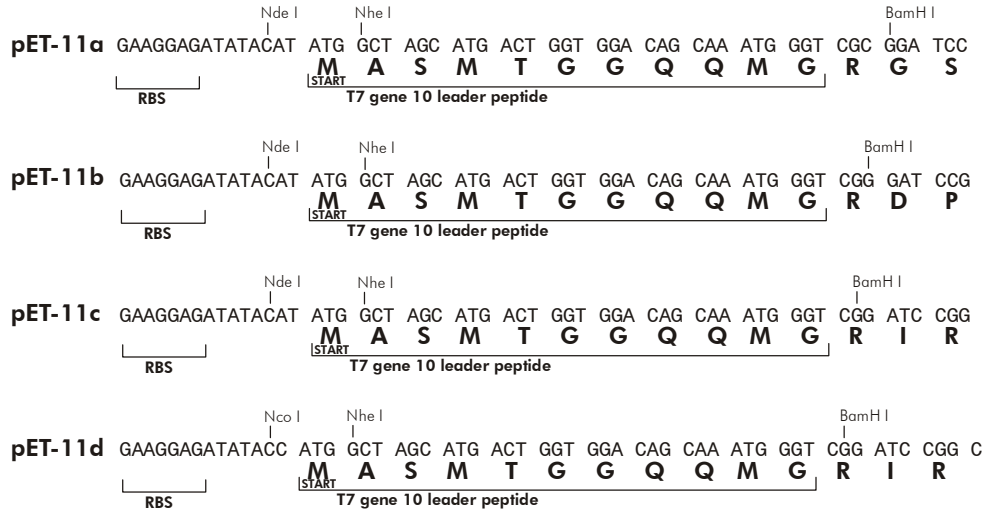 Nde I Nhe I BamH I
pET-11a GAAGGAGATATACAT ATG GCT AGC ATG ACT GGT GGA CAG CAA ATG GGT CGC GGA TCC
M A S M T G G Q Q M G R G S
START
RBS T7 gene 10 leader peptide
Nde I Nhe I BamH I
pET-11b GAAGGAGATATACAT ATG GCT AGC ATG ACT GGT GGA CAG CAA ATG GGT CGG GAT CCG
M A S M T G G Q Q M G R D P
START
RBS T7 gene 10 leader peptide
Nde I Nhe I BamH I
pET-11c GAAGGAGATATACAT ATG GCT AGC ATG ACT GGT GGA CAG CAA ATG GGT CGG ATC CGG
M A S M T G G Q Q M G R I R
START
RBS T7 gene 10 leader peptide
Nco I Nhe I BamH I
pET-11d GAAGGAGATATACC ATG GCT AGC ATG ACT GGT GGA CAG CAA ATG GGT CGG ATC CGG C
M A S M T G G Q Q M G R I R
START
RBS T7 gene 10 leader peptide